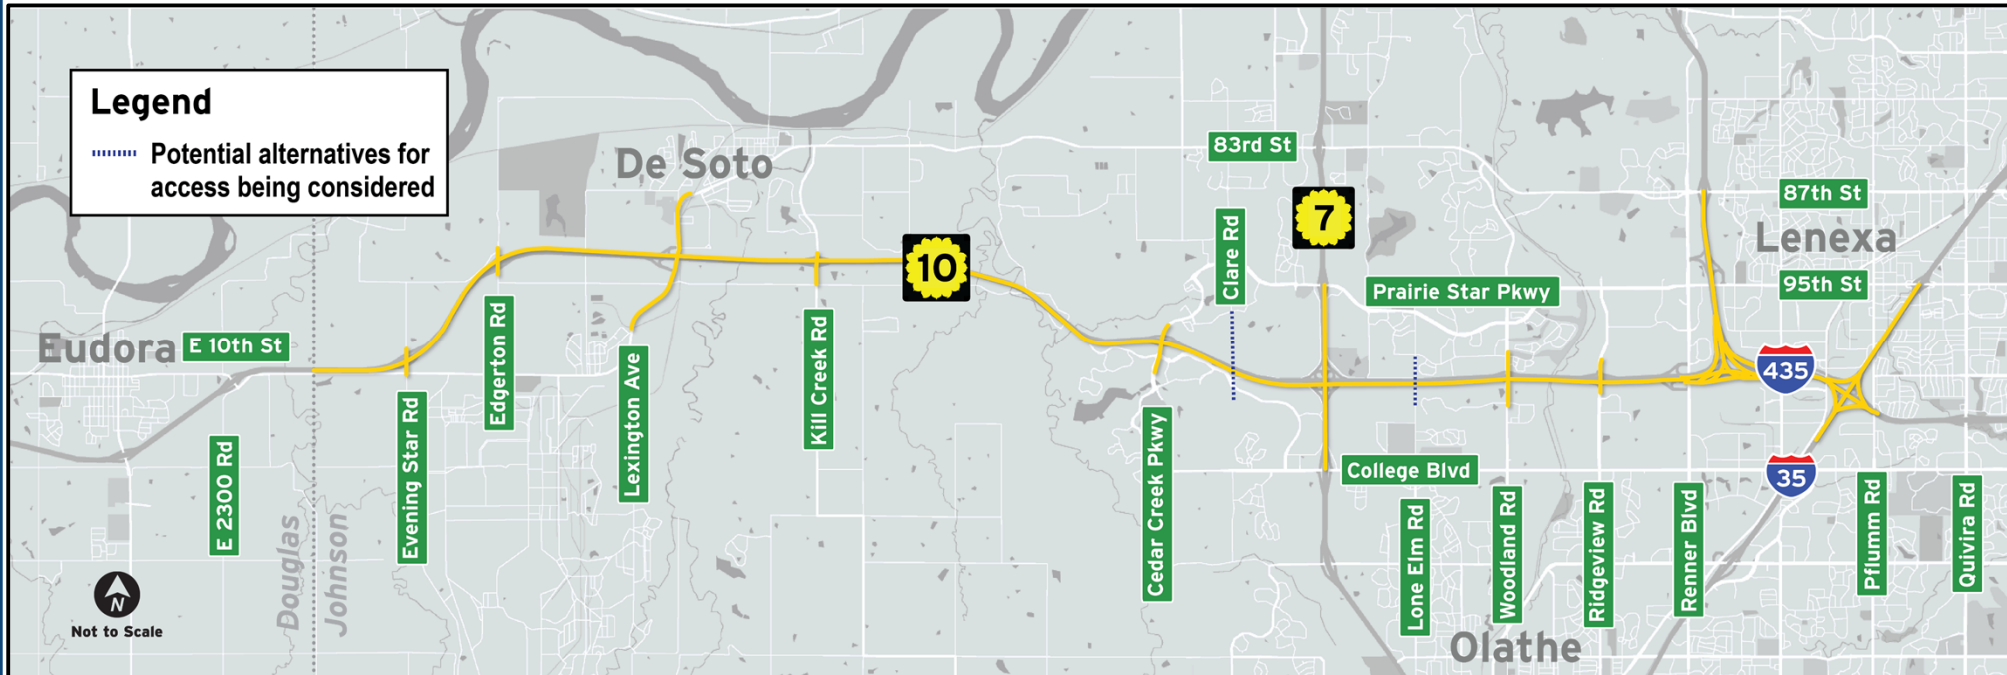 Legend
Potential alternatives for
access being considered
De Soto
83rd St
7
87th St
Lenexa
Clare Rd
10
95th St
Prairie Star Pkwy
Eudora
E 10th St
Edgerton Rd
Lexington Ave
Kill Creek Rd
435
Evening Star Rd
Cedar Creek Pkwy
E 2300 Rd
College Blvd
35
Douglas
Johnson
Lone Elm Rd
Woodland Rd
Ridgeview Rd
Renner Blvd
Pflumm Rd
Quivira Rd
N
Not to Scale
Olathe